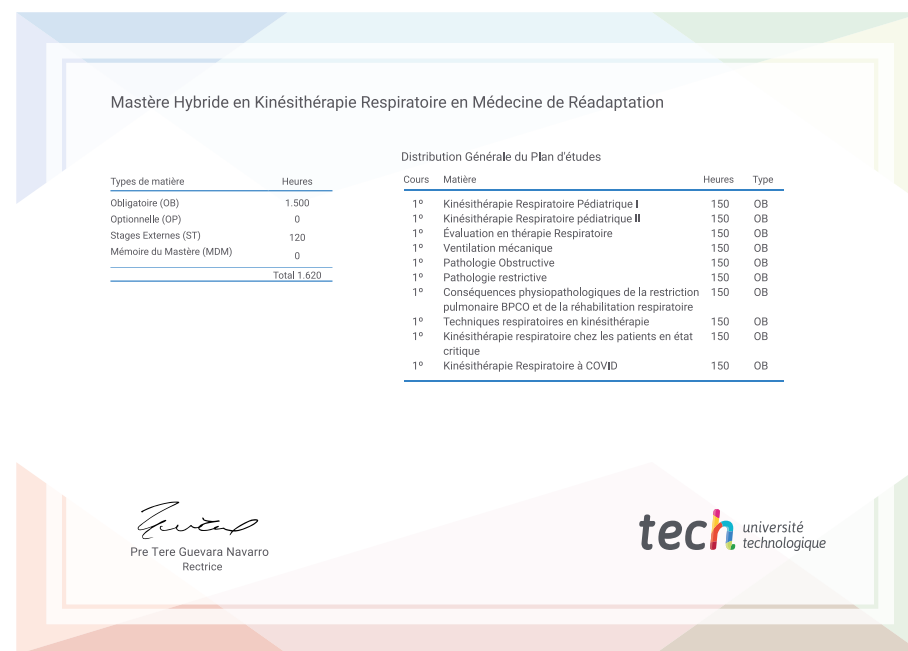 Mastère Hybride en Kinésithérapie Respiratoire en Médecine de Réadaptation
Types de matière Heures
Obligatoire (OB) 1.500
Optionnelle (OP) 0
Stages Externes (ST) 120
Mémoire du Mastère (MDM) 0
Total 1.620
Distribution Générale du Plan d'études
Cours Matière Heures Type
1º Kinésithérapie Respiratoire Pédiatrique I 150 OB
1º Kinésithérapie Respiratoire pédiatrique II 150 OB
1º Évaluation en thérapie Respiratoire 150 OB
1º Ventilation mécanique 150 OB
1º Pathologie Obstructive 150 OB
1º Pathologie restrictive 150 OB
1º Conséquences physiopathologiques de la restriction 150 OB
pulmonaire BPCO et de la réhabilitation respiratoire
1º Techniques respiratoires en kinésithérapie 150 OB
1º Kinésithérapie respiratoire chez les patients en état 150 OB
critique
1º Kinésithérapie Respiratoire à COVID 150 OB
Pre Tere Guevara Navarro
Rectrice
tech université
technologique